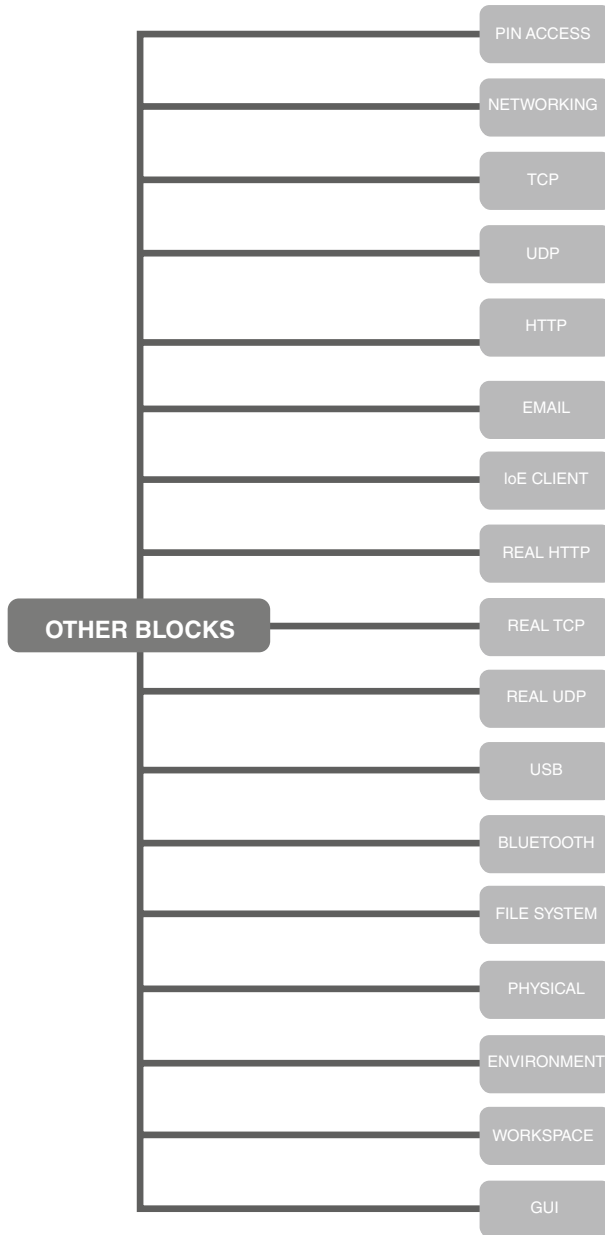 PIN ACCESS
NETWORKING
TCP
UDP
HTTP
EMAIL
IoE CLIENT
REAL HTTP
OTHER BLOCKS
REAL TCP
REAL UDP
USB
BLUETOOTH
FILE SYSTEM
PHYSICAL
ENVIRONMENT
WORKSPACE
GUI